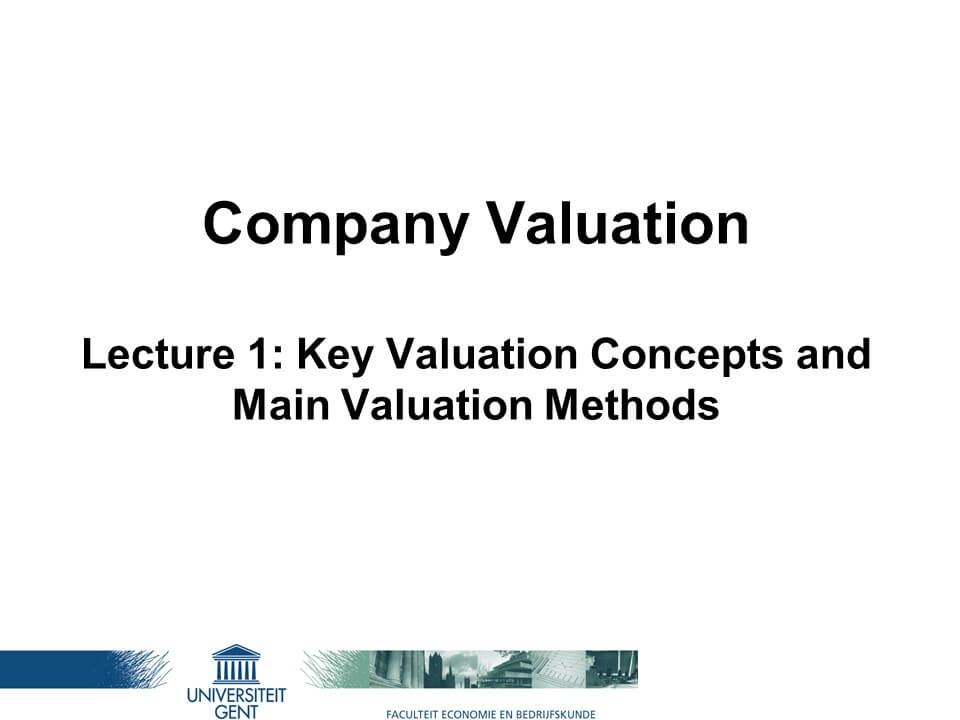 Company Valuation
Lecture 1: Key Valuation Concepts and
Main Valuation Methods
UNIVERSITEIT
GENT
FACULTEIT ECONOMIE EN BEDRIJFSKUNDE